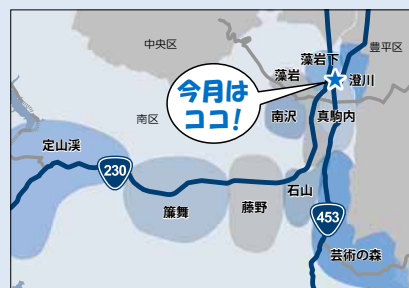 中央区
豊平区
藻岩下
藻岩
澄川
今月は
ココ!
南区
南沢
真駒内
定山渓
230
簾舞
藤野
石山
453
芸術の森